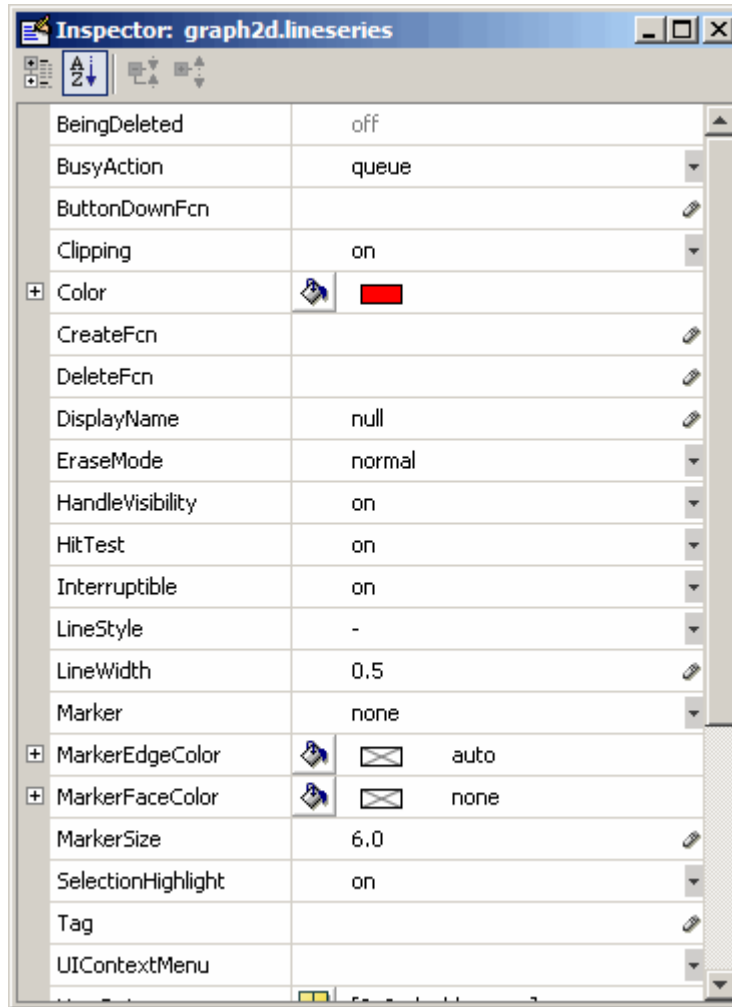 Inspector: graph2d.lineseries
BeingDeleted off
BusyAction queue
ButtonDownFcn
Clipping on
Color
CreateFcn
DeleteFcn
DisplayName null
EraseMode normal
HandleVisibility on
HitTest on
Interruptible on
LineStyle -
LineWidth 0.5
Marker none
MarkerEdgeColor auto
MarkerFaceColor none
MarkerSize 6.0
SelectionHighlight on
Tag
UIContextMenu